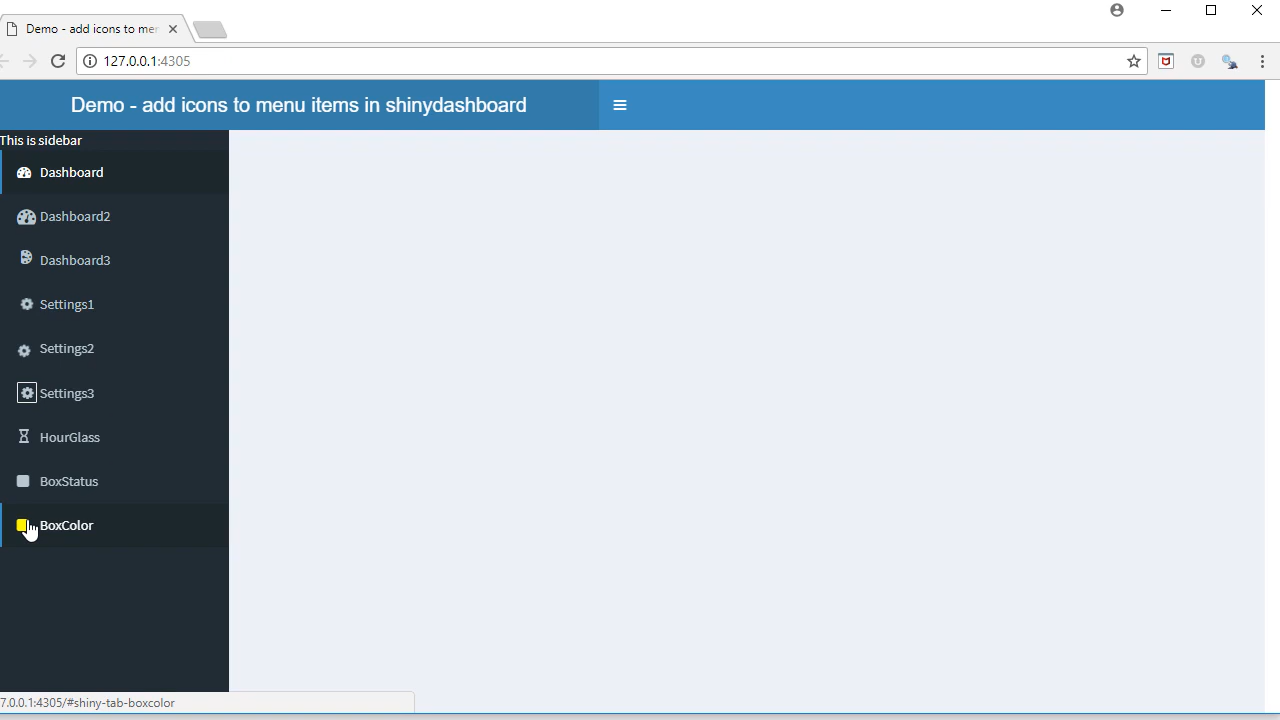 Demo - add icons to mer
127.0.0.1:4305
Demo - add icons to menu items in shinydashboard
This is sidebar
Dashboard
Dashboard2
Dashboard3
Settings1
Settings2
Settings3
HourGlass
BoxStatus
BoxColor
7.0.0.1:4305/#shiny-tab-boxcolor